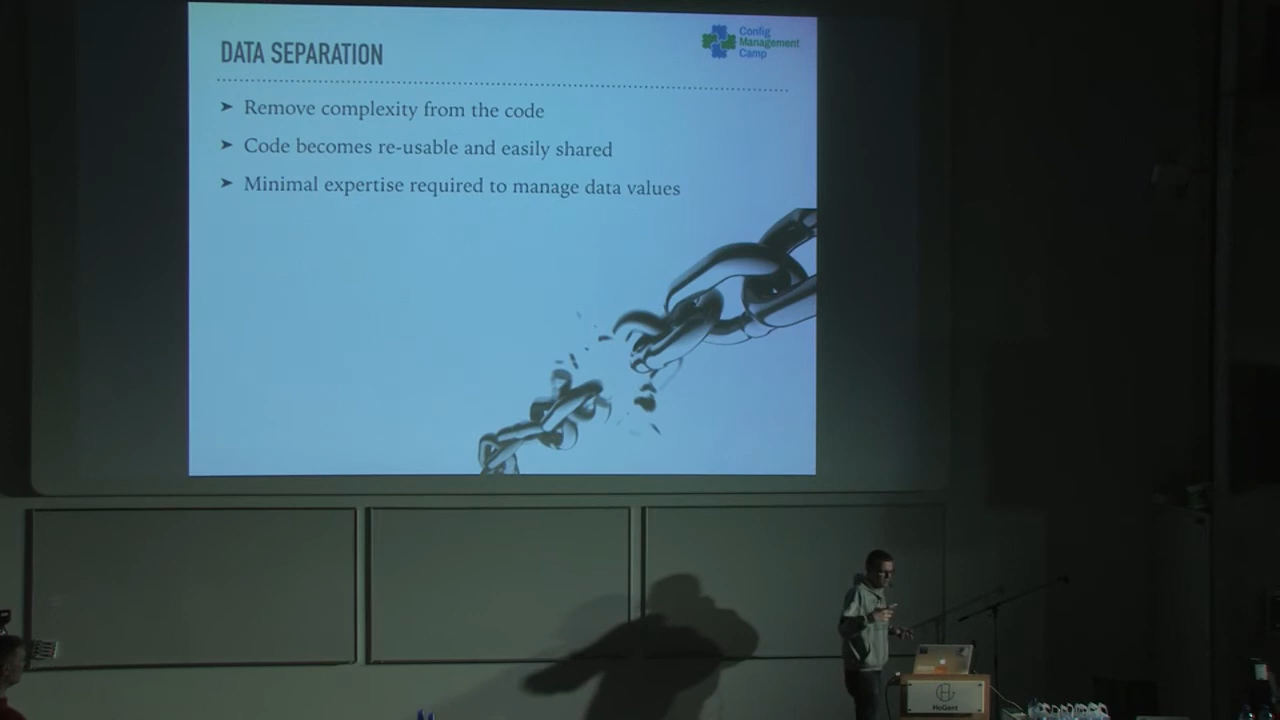 DATA SEPARATION
Config
Management
Camp
➤ Remove complexity from the code
➤ Code becomes re-usable and easily shared
➤ Minimal expertise required to manage data values
HoGent